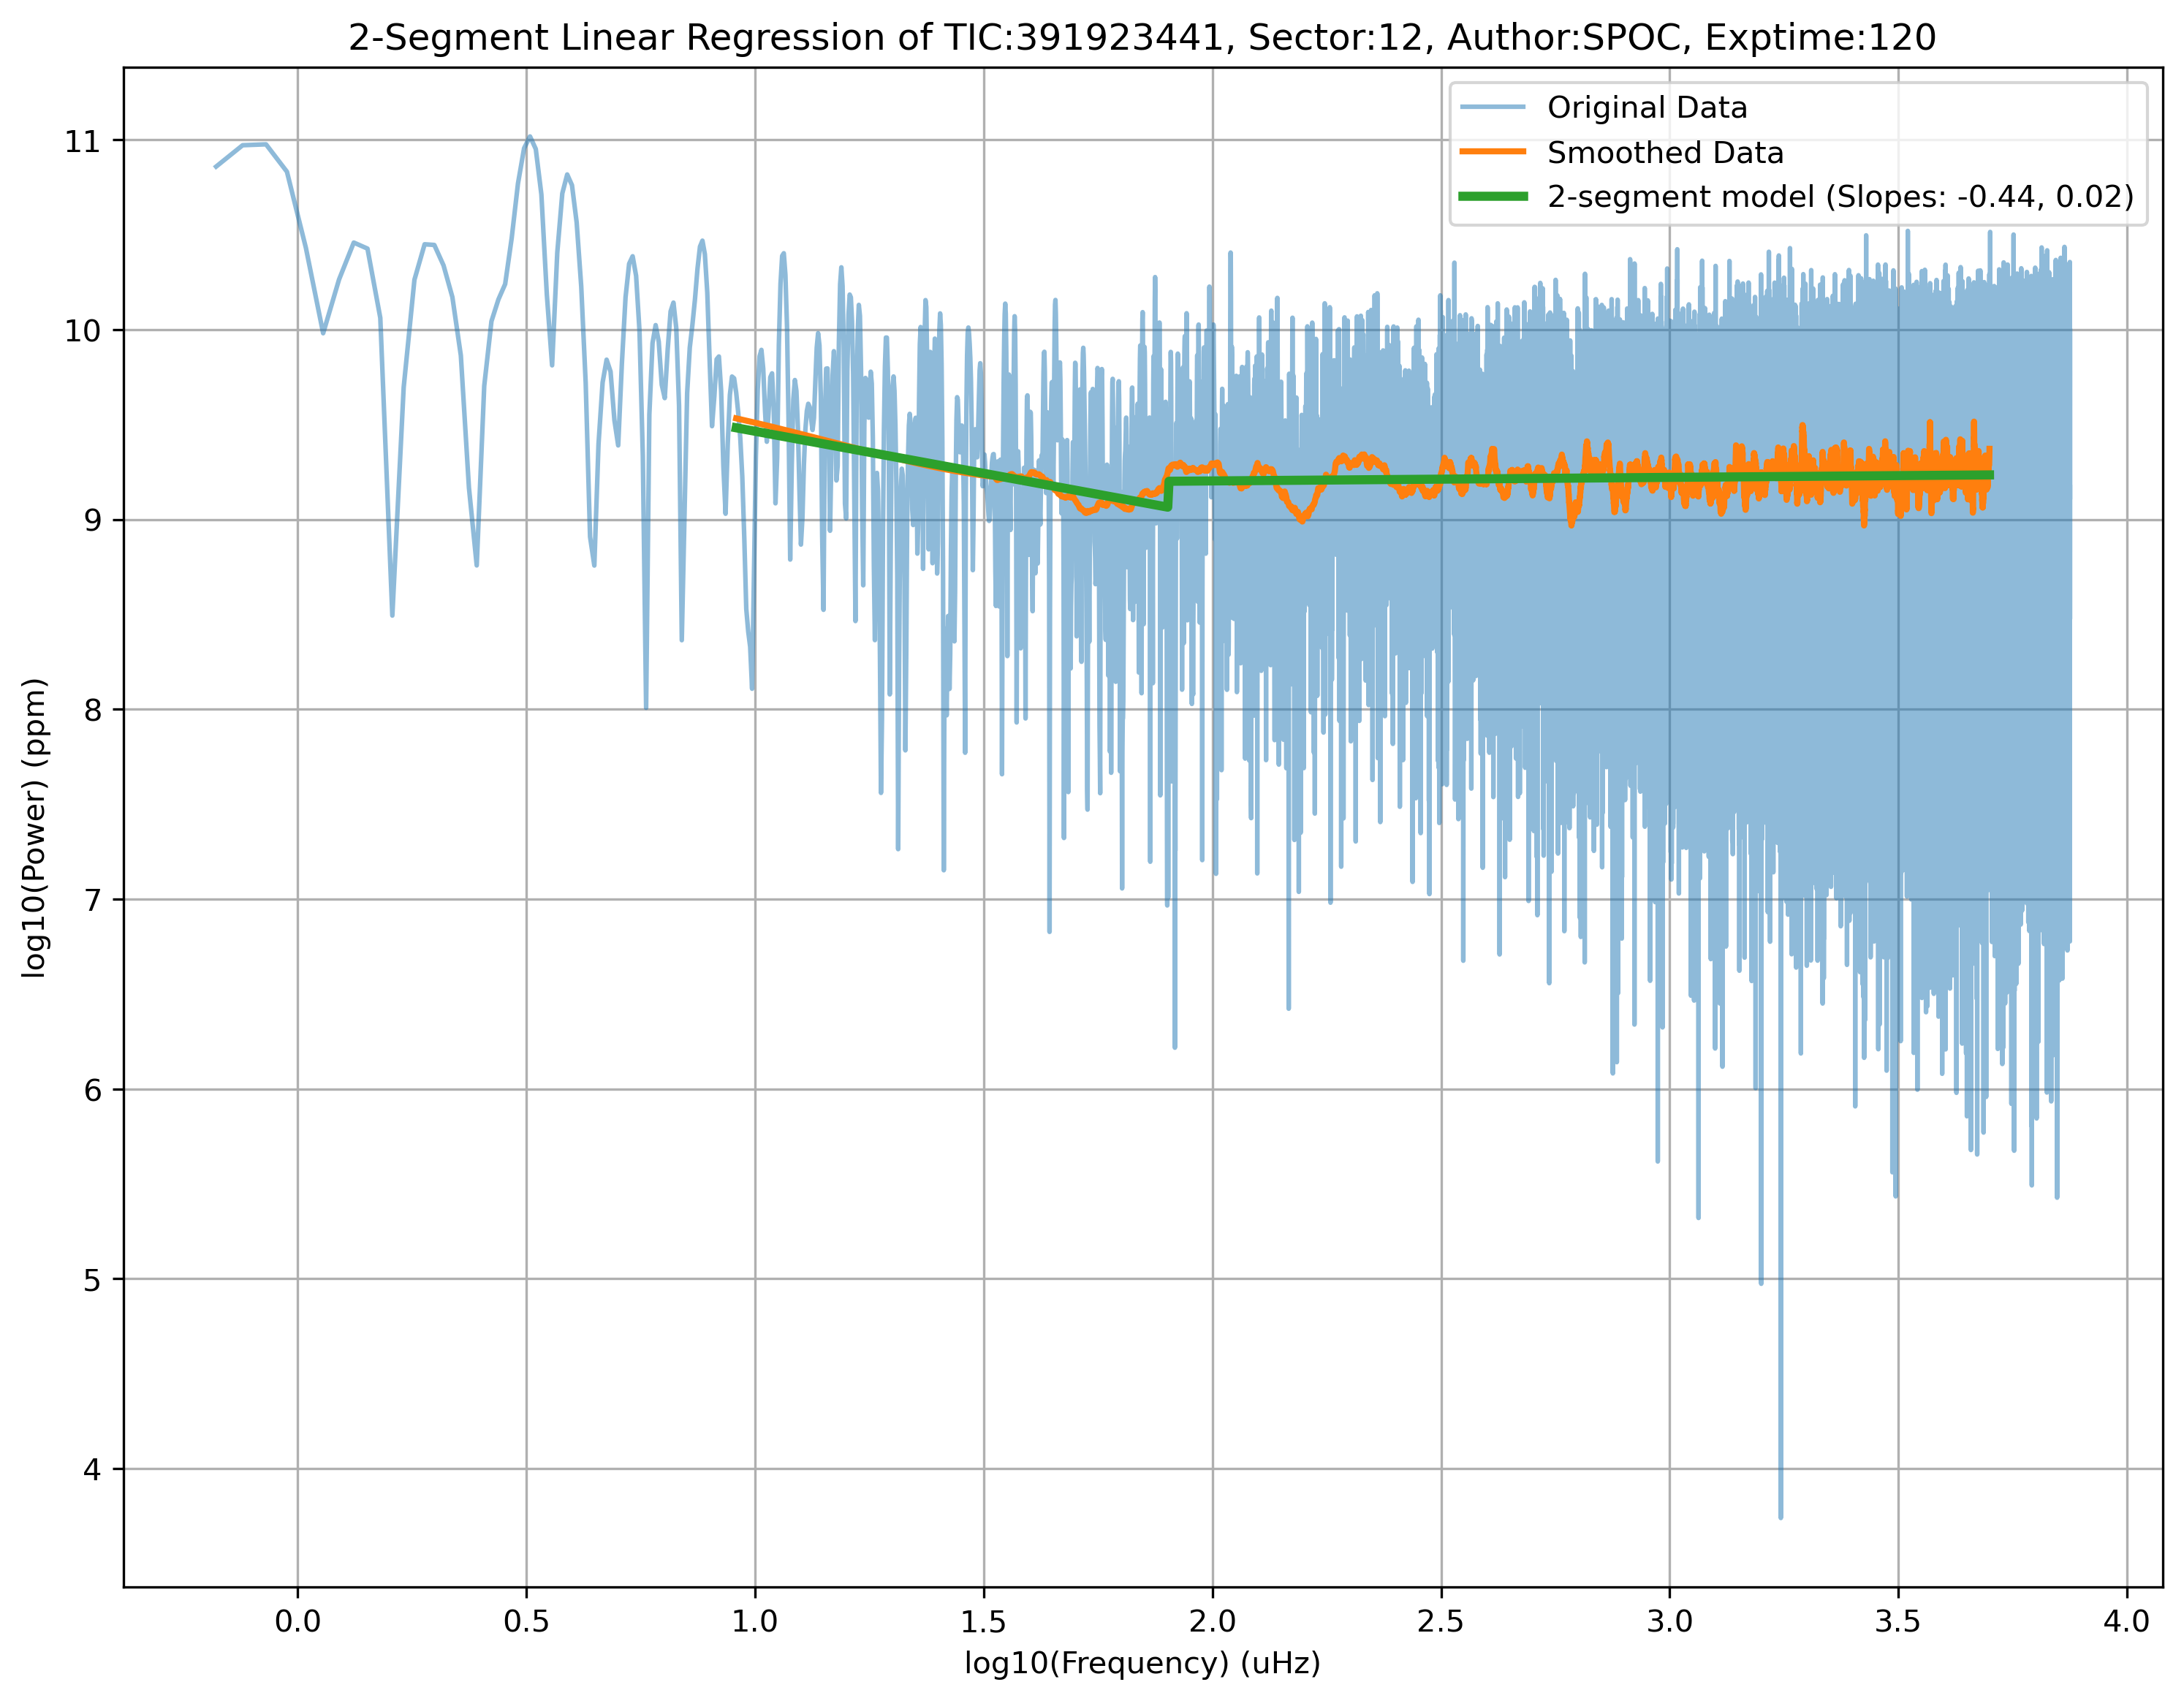 2-Segment Linear Regression of TIC:391923441, Sector:12, Author:SPOC, Exptime:120
Original Data
Smoothed Data
2-segment model (Slopes: -0.44, 0.02)
log10(Power) (ppm)
11
10
9
8
7
6
5
4
0.0 0.5 1.0 1.5 2.0 2.5 3.0 3.5 4.0
log10(Frequency) (uHz)